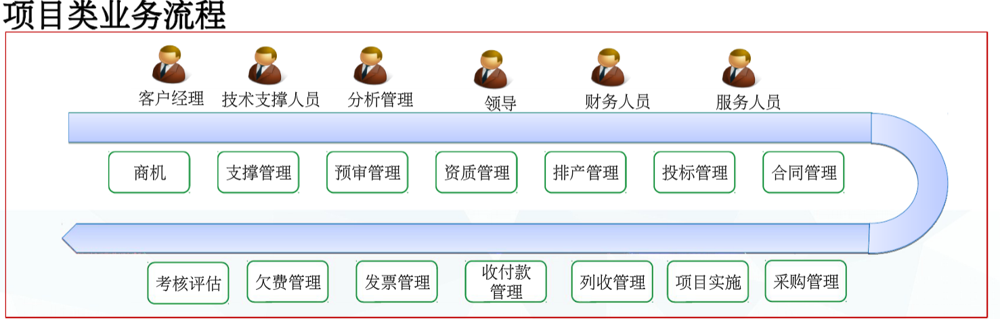 项目类业务流程
客户经理
技术支撑人员
分析管理
领导
财务人员
服务人员
商机
支撑管理
预审管理
资质管理
排产管理
投标管理
合同管理
考核评估
欠费管理
发票管理
收付款
管理
列收管理
项目实施
采购管理